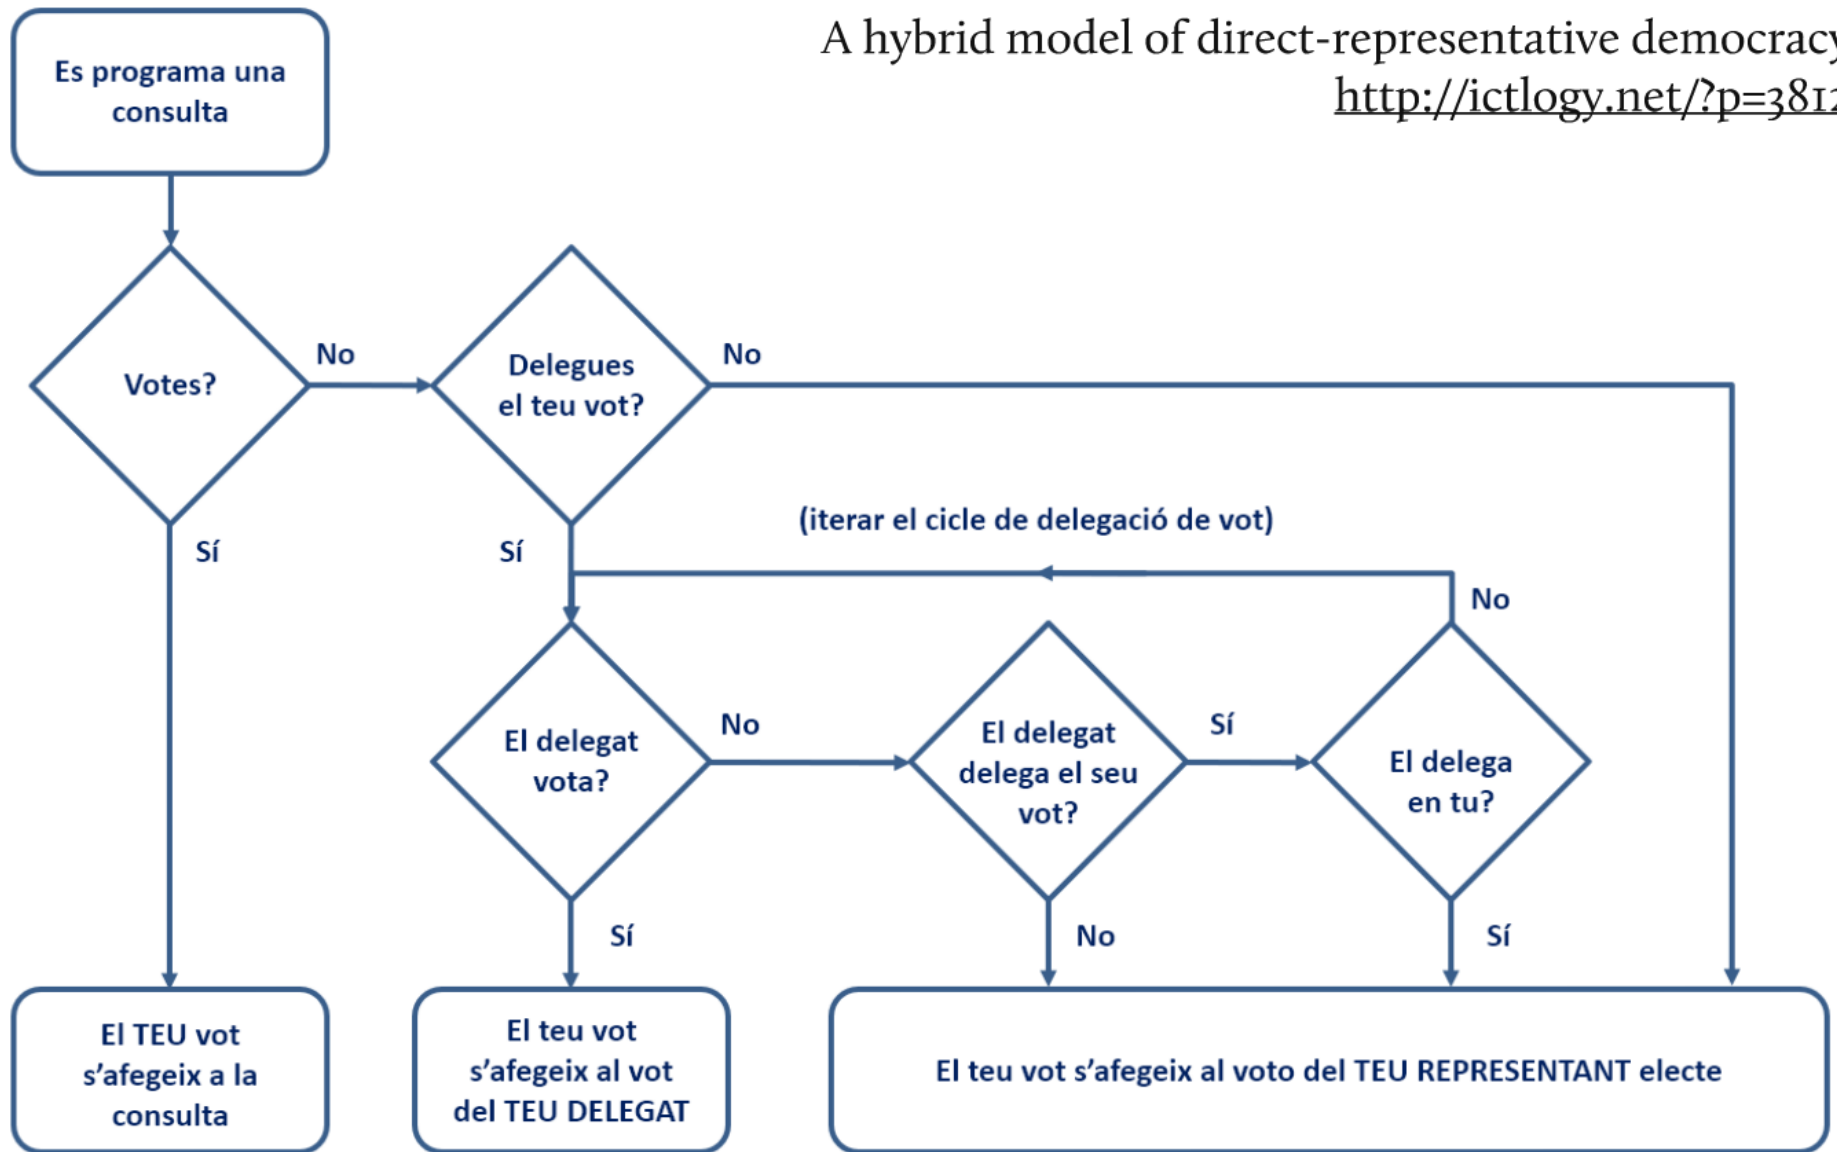 A hybrid model of direct-representative democracy
http://ictlogy.net/?p=3812
Es programa una
consulta
Votes?
No
Delegues
el teu vot?
No
Sí
Sí
(iterar el cicle de delegació de vot)
No
El delegat
vota?
No
El delegat
delega el seu
vot?
Sí
El delega
en tu?
Sí
No
Sí
El TEU vot
s'afegeix a la
consulta
El teu vot
s'afegeix al vot
del TEU DELEGAT
El teu vot s'afegeix al voto del TEU REPRESENTANT electe